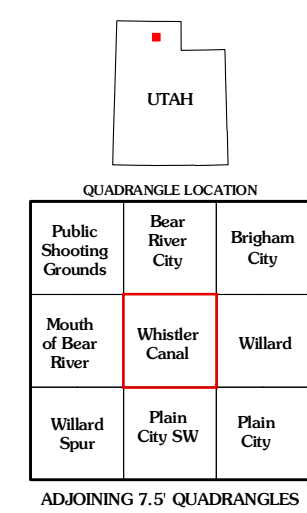 UTAH
QUADRANGLE LOCATION
Public
Shooting
Grounds
Bear
River
City
Brigham
City
Mouth
of Bear
River
Whistler
Canal
Willard
Willard
Spur
Plain
City SW
Plain
City
ADJOINING 7.5' QUADRANGLES